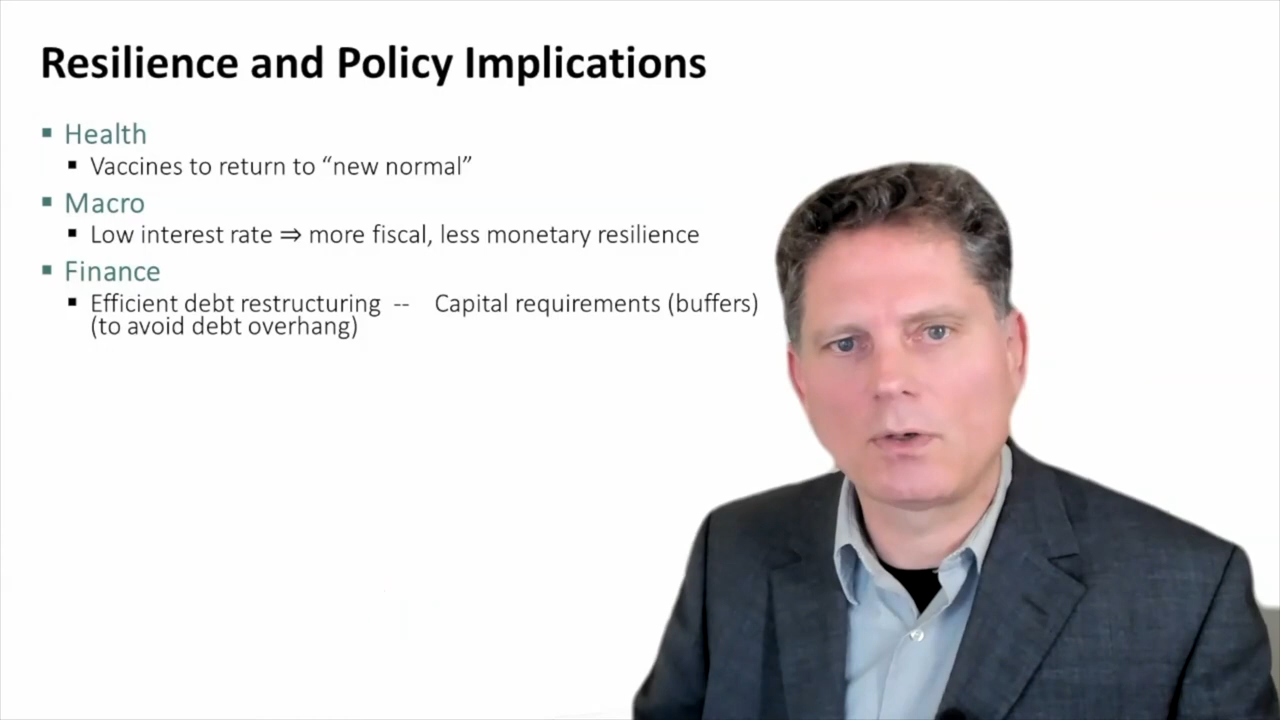 Resilience and Policy Implications
Health
Vaccines to return to “new normal”
Macro
Low interest rate ⇒ more fiscal, less monetary resilience
Finance
Efficient debt restructuring -- Capital requirements (buffers)
(to avoid debt overhang)